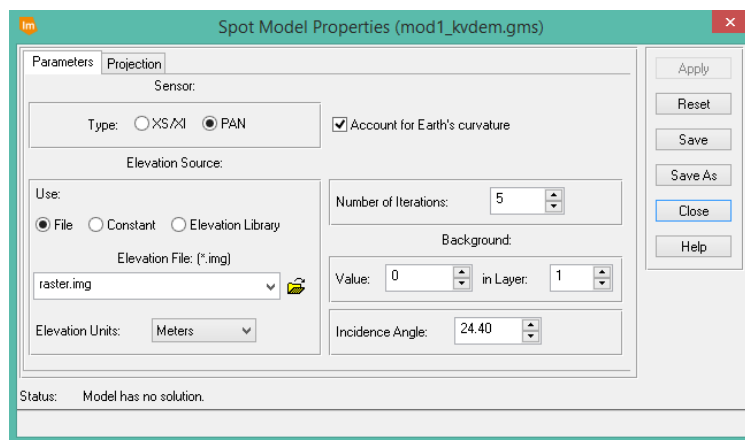 Im
Spot Model Properties (mod1_kvdem.gms)
Parameters
Projection
Sensor:
Type:
XS/XI
PAN
Account for Earth's curvature
Elevation Source:
Use:
File
Constant
Elevation Library
Elevation File: (*.img)
raster.img
Elevation Units:
Meters
Number of Iterations:
5
Background:
Value:
0
in Layer:
1
Incidence Angle:
24.40
Apply
Reset
Save
Save As
Close
Help
Status:
Model has no solution.